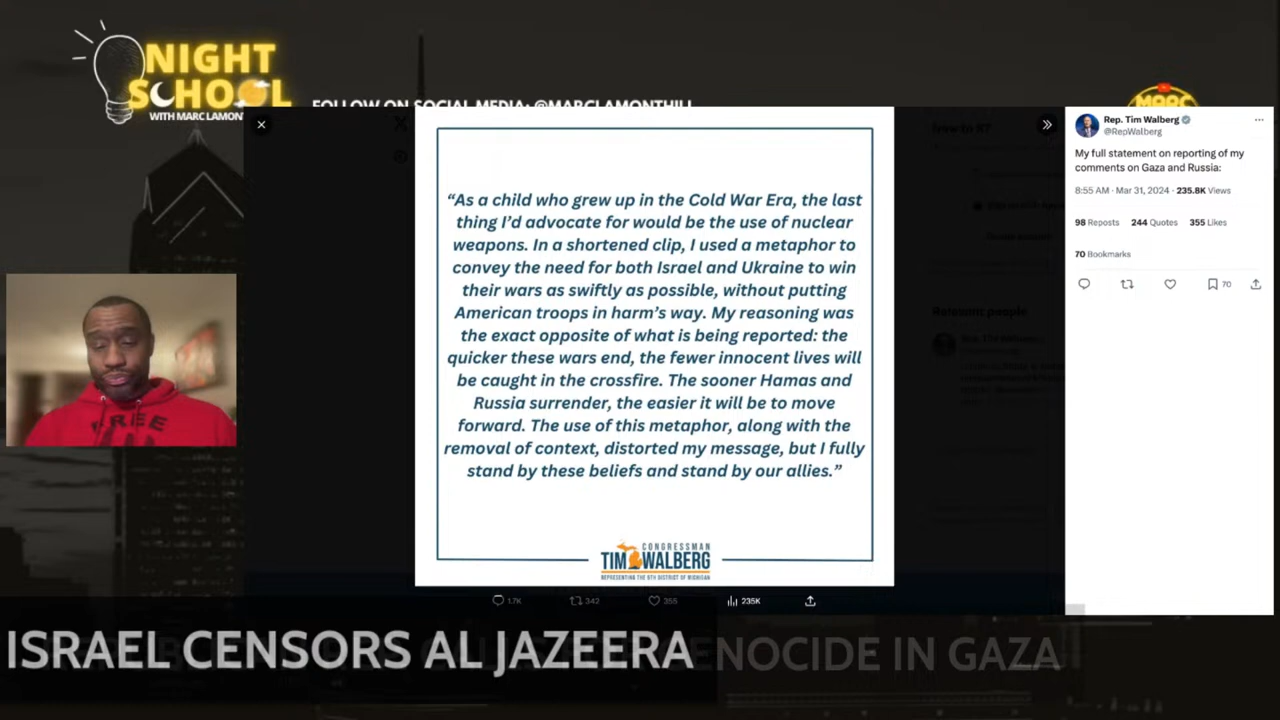 NIGHT
SCHOOL
WITH MARC LAMONT
FOLLOW ON SOCIAL MEDIA: @MARCLAMONTHILL
MARC
“As a child who grew up in the Cold War Era, the last
thing I’d advocate for would be the use of nuclear
weapons. In a shortened clip, I used a metaphor to
convey the need for both Israel and Ukraine to win
their wars as swiftly as possible, without putting
American troops in harm’s way. My reasoning was
the exact opposite of what is being reported: the
quicker these wars end, the fewer innocent lives will
be caught in the crossfire. The sooner Hamas and
Russia surrender, the easier it will be to move
forward. The use of this metaphor, along with the
removal of context, distorted my message, but I fully
stand by these beliefs and stand by our allies.”
CONGRESSMAN
TIM WALBERG
REPRESENTING THE 5TH DISTRICT OF MICHIGAN
1.7K 342 355 235K
Rep. Tim Walberg
@RepWalberg
My full statement on reporting of my
comments on Gaza and Russia:
8:55 AM · Mar 31, 2024 · 235.8K Views
98 Reposts 244 Quotes 355 Likes
70 Bookmarks
70
FREE
ISRAEL CENSORS AL JAZEERA
GENOCIDE IN GAZA